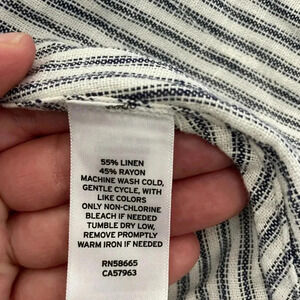 55% LINEN
45% RAYON
MACHINE WASH COLD,
GENTLE CYCLE, WITH
LIKE COLORS
ONLY NON-CHLORINE
BLEACH IF NEEDED
TUMBLE DRY LOW,
REMOVE PROMPTLY
WARM IRON IF NEEDED
RN58665
CA57963